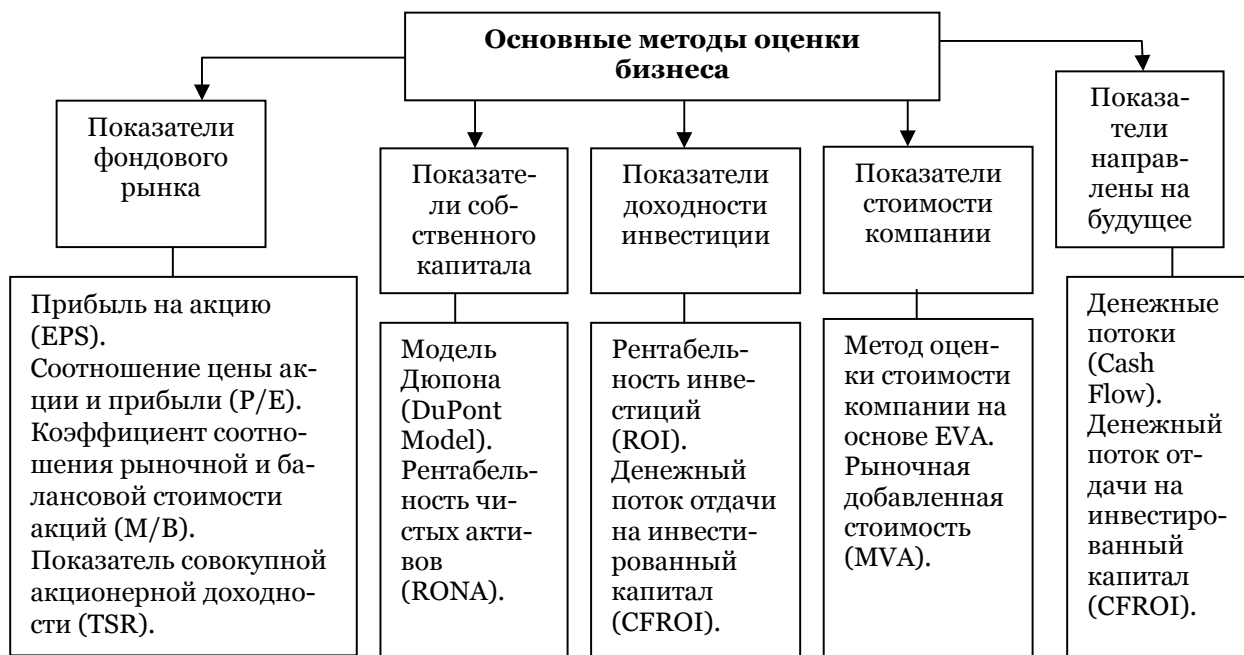 Основные методы оценки
бизнеса
Показатели
фондового
рынка
Прибыль на акцию
(EPS).
Соотношение цены ак-
ции и прибыли (P/E).
Коэффициент соотно-
шения рыночной и ба-
лансовой стоимости
акций (M/B).
Показатель совокупной
акционерной доходно-
сти (TSR).
Показате-
ли соб-
ственного
капитала
Модель
Дюпона
(DuPont
Model).
Рентабель-
ность чи-
стых акти-
вов
(RONA).
Показатели
доходности
инвестиции
Рентабель-
ность инве-
стиций
(ROI).
Денежный
поток отдачи
на инвести-
рованный
капитал
(CFROI).
Показатели
стоимости
компании
Метод оцен-
ки стоимости
компании на
основе EVA.
Рыночная
добавленная
стоимость
(MVA).
Показа-
тели
направ-
лены на
будущее
Денежные
потоки
(Cash
Flow).
Денежный
поток от-
дачи на
инвестиро-
ванный
капитал
(CFROI).